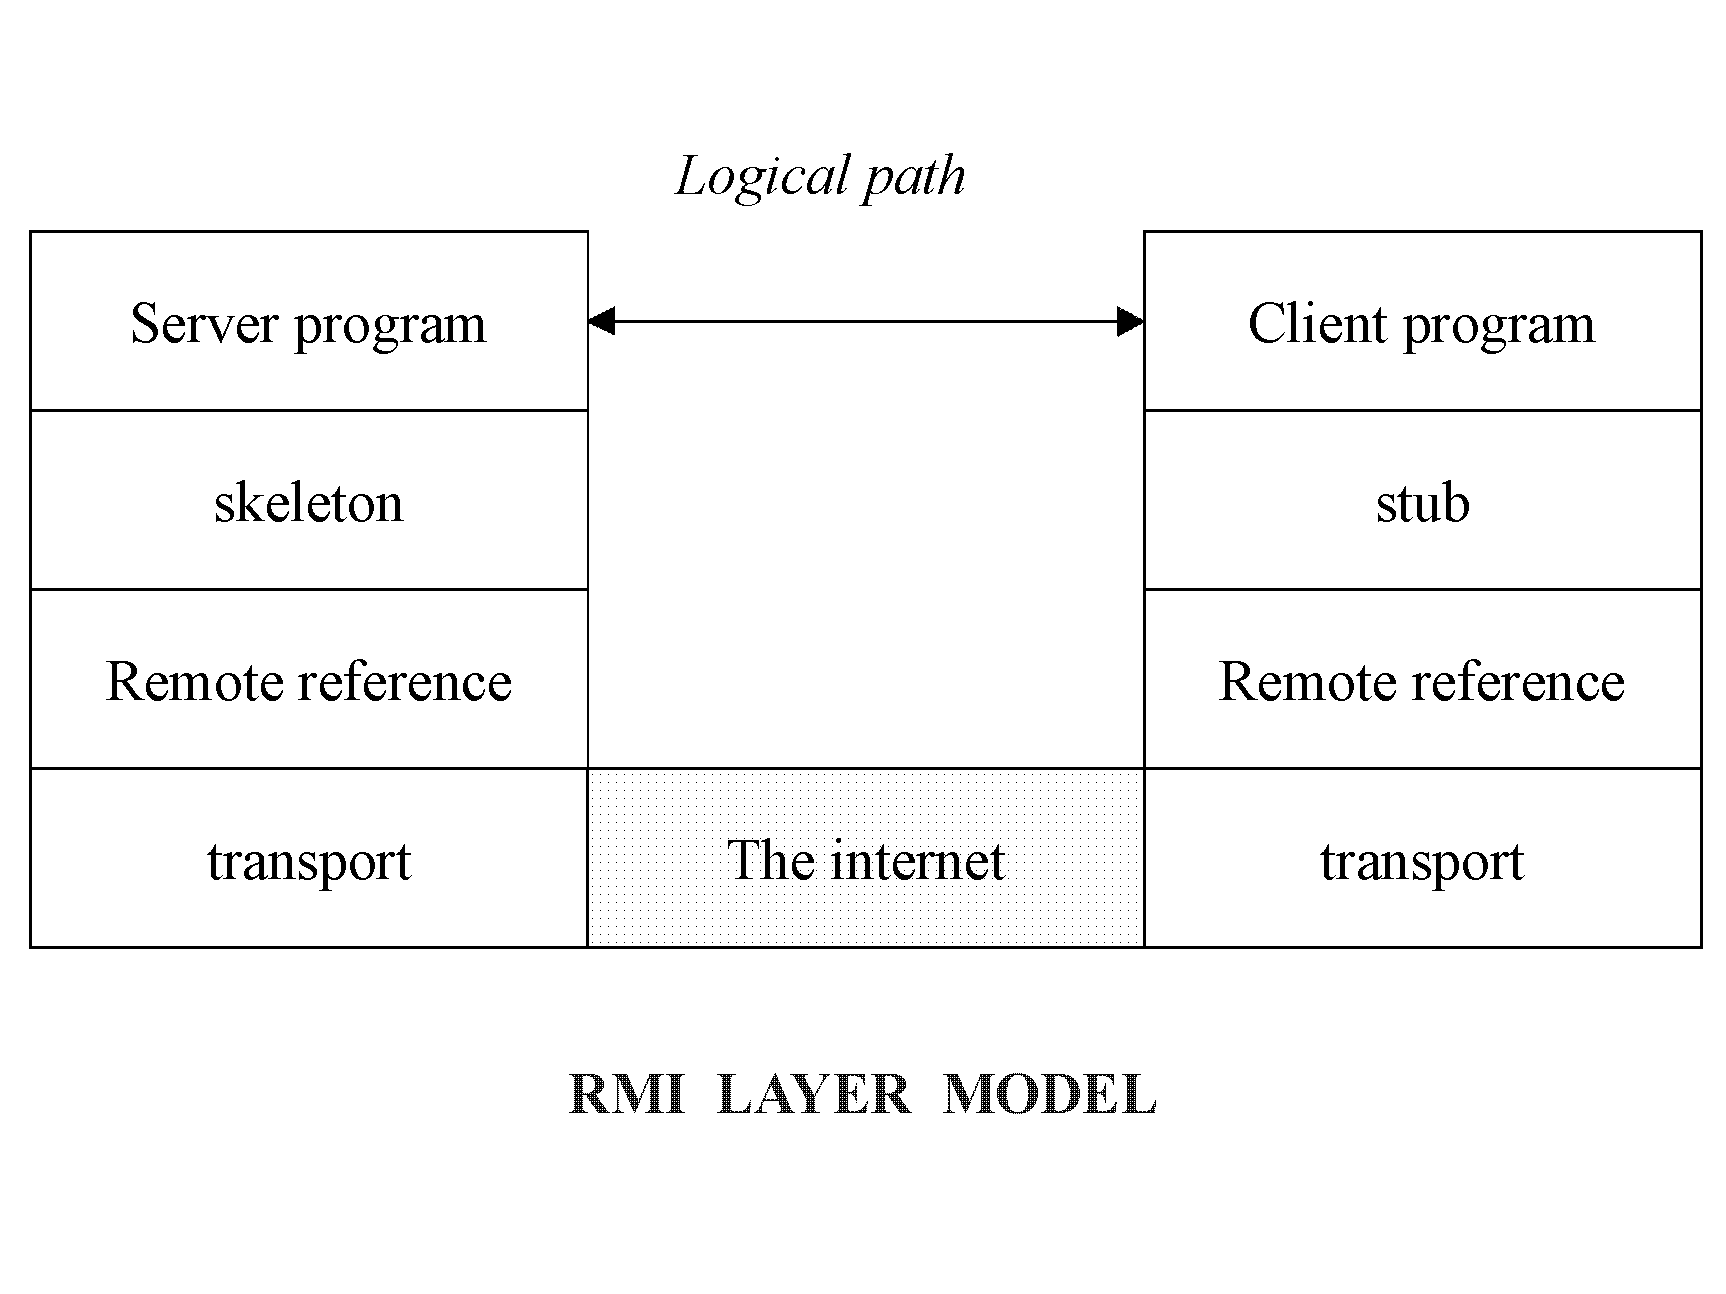 Logical path
Server program
Client program
skeleton
stub
Remote reference
Remote reference
transport
The internet
transport
RMI LAYER MODEL